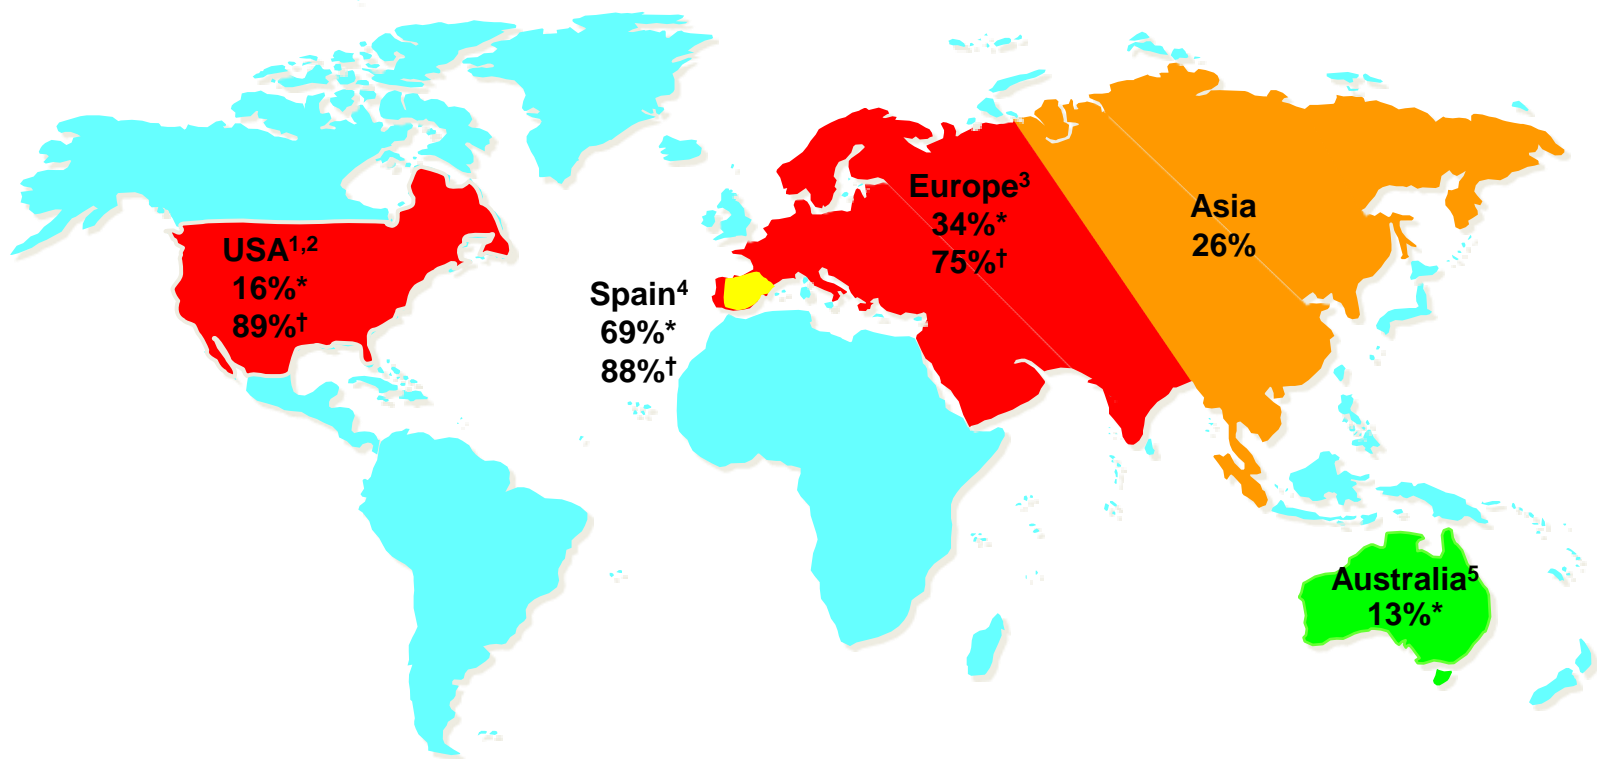 USA1,2
16%*
89%†
Spain4
69%*
88%†
Europe3
34%*
75%†
Asia
26%
Australia5
13%*